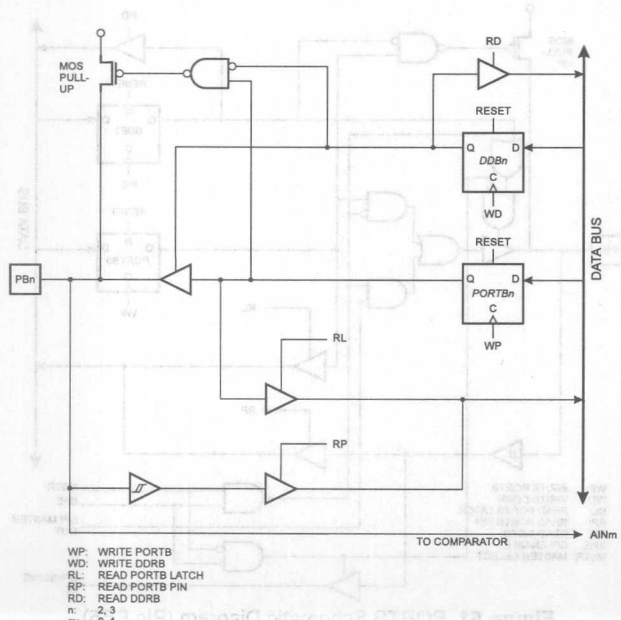 RD
MOS
PULL-
UP
RESET
Q
D
DDBn
C
WD
DATA BUS
RESET
PBn
Q
D
PORTBn
C
WP
RL
RP
TO COMPARATOR
AINm
WP: WRITE PORTB
WD: WRITE DDRB
RL: READ PORTB LATCH
RP: READ PORTB PIN
RD: READ DDRB
n: 2, 3